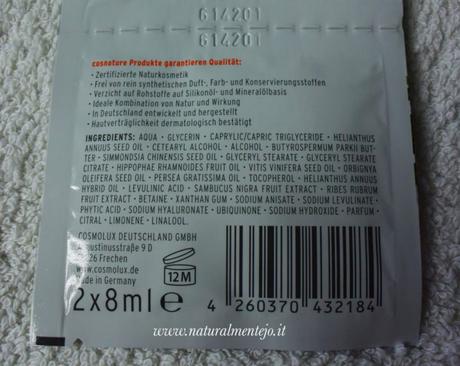 614201
614201
cosnature Produkte garantieren Qualität:
• Zertifizierte Naturkosmetik
• Frei von rein synthetischen Duft-, Farb- und Konservierungsstoffen
• Verzicht auf Rohstoffe auf Silikonöl- und Mineralölbasis
• Ideale Kombination von Natur und Wirkung
• In Deutschland entwickelt und hergestellt
• Hautverträglichkeit dermatologisch bestätigt
INGREDIENTS: AQUA • GLYCERIN • CAPRYLIC/CAPRIC TRIGLYCERIDE • HELIANTHUS
ANNUUS SEED OIL • CETEARYL ALCOHOL • ALCOHOL • BUTYROSPERMUM PARKII BUT-
TER • SIMMONDSIA CHINENSIS SEED OIL • GLYCERYL STEARATE • GLYCERYL STEARATE
CITRATE • HIPPOPHAE RHAMNOIDES FRUIT OIL • VITIS VINIFERA SEED OIL • ORBIGNYA
OLEIFERA SEED OIL • PERSEA GRATISSIMA OIL • TOCOPHEROL • HELIANTHUS ANNUUS
HYBRID OIL • LEVULINIC ACID • SAMBUCUS NIGRA FRUIT EXTRACT • RIBES RUBRUM
FRUIT EXTRACT • BETAINE • XANTHAN GUM • SODIUM ANISATE • SODIUM LEVULINATE •
PHYTIC ACID • SODIUM HYALURONATE • UBIQUINONE • SODIUM HYDROXIDE • PARFUM •
CITRAL • LIMONENE • LINALOOL.
COSMOLUX DEUTSCHLAND GMBH
Augustinusstraße 9 D
26 Frechen
www.cosmolux.de
Made in Germany
12M
2x8ml e
4 260370 432184
www.naturalmentejo.it